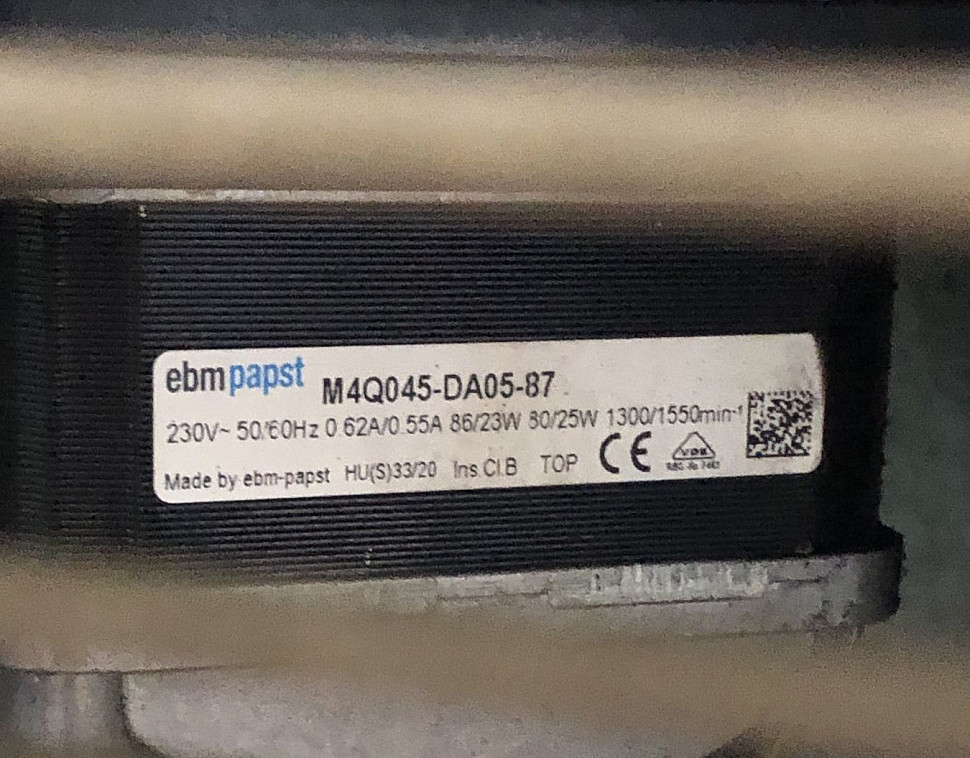 ebmpapst M4Q045-DA05-87
230V~ 50/60Hz 0.62A/0.55A 86/23W 80/25W 1300/1550min-¹
Made by ebm-papst HU(S)33/20 Ins.Cl.B TOP CE VDE